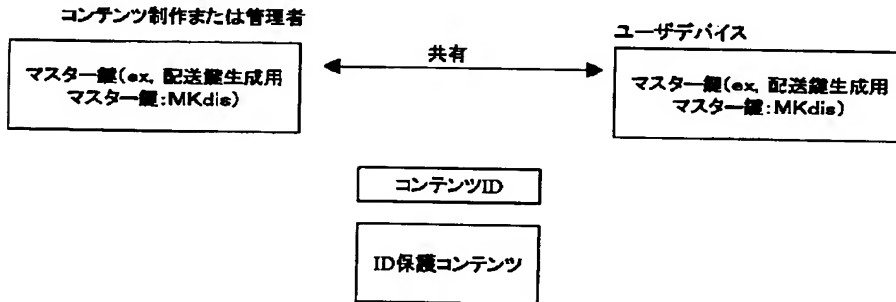 コンテンツ制作または管理者
ユーザデバイス
共有
マスター鍵(ex, 配送鍵生成用
マスター鍵:MKdis)
マスター鍵(ex, 配送鍵生成用
マスター鍵:MKdis)
コンテンツID
ID保護コンテンツ